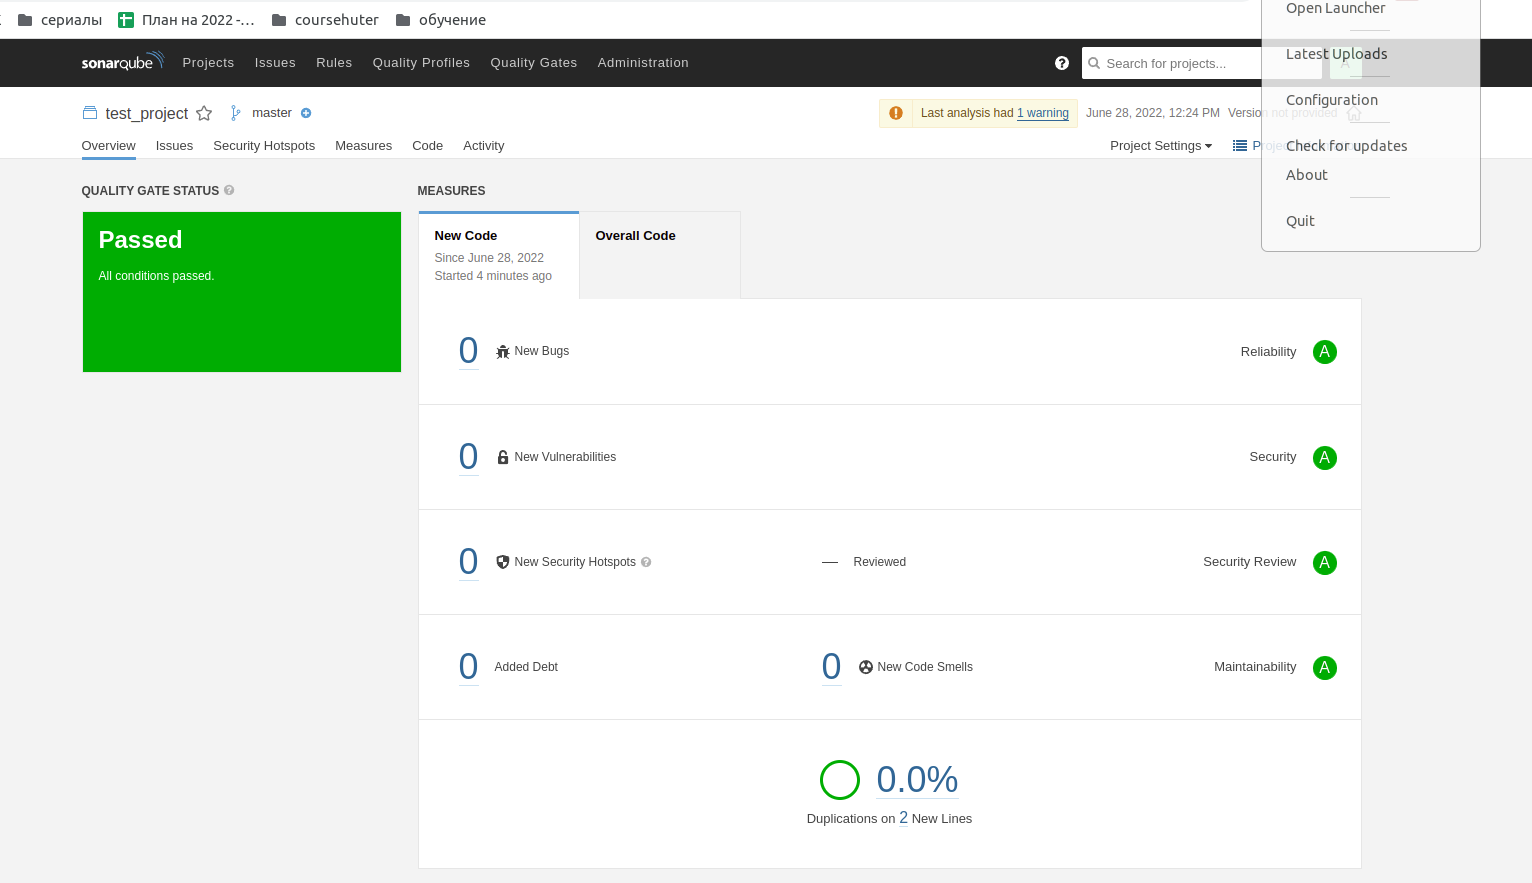 сериалы План на 2022 -... coursehuter обучение
Open Launcher
Latest Uploads
Configuration
Check for updates
About
Quit
sonarqube Projects Issues Rules Quality Profiles Quality Gates Administration Search for projects... A
test_project master Last analysis had 1 warning June 28, 2022, 12:24 PM Version not provided
Overview Issues Security Hotspots Measures Code Activity Project Settings
QUALITY GATE STATUS
Passed
All conditions passed.
MEASURES
New Code
Since June 28, 2022
Started 4 minutes ago
Overall Code
0 New Bugs Reliability A
0 New Vulnerabilities Security A
0 New Security Hotspots — Reviewed Security Review A
0 Added Debt 0 New Code Smells Maintainability A
0.0%
Duplications on 2 New Lines